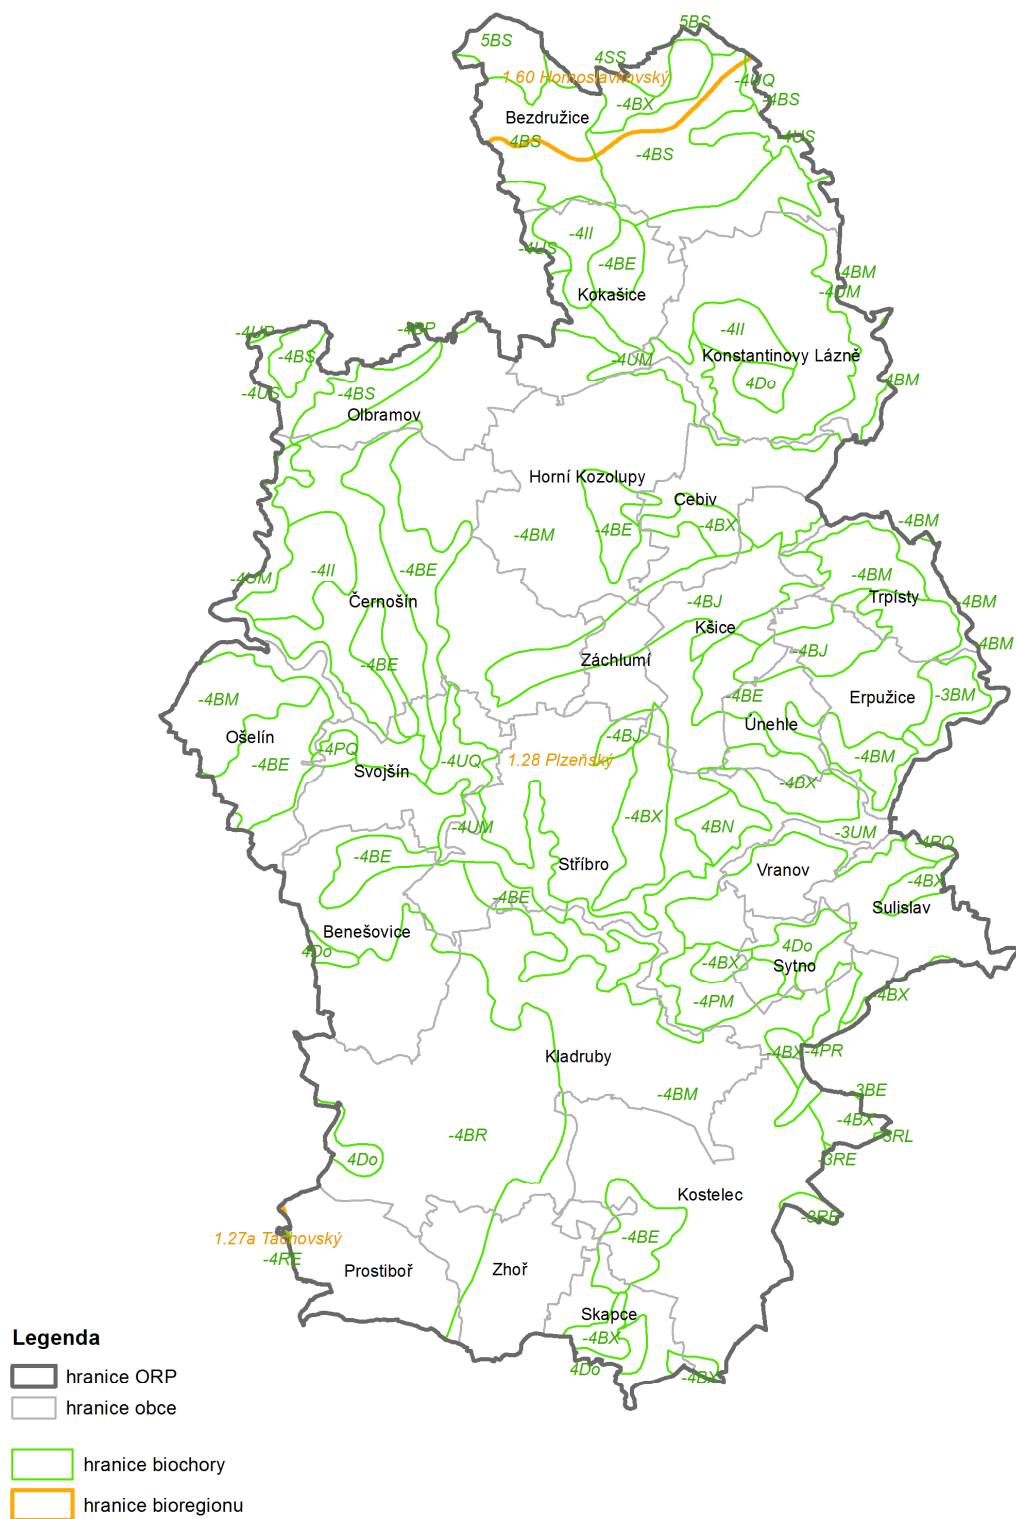 5BS
5BS
4SS
1.60 Hornoslavkovský
-4UQ
-4BX
-4BS
Bezdružice
4BS
-4US
-4BS
-4II
-4US
-4BE
-4BM
Kokašice
-4UM
-4UP
-4BP
-4II
-4BS
-4UM
Konstantinovy Lázně
4Do
-4BM
-4US
-4BS
Olbramov
Horní Kozolupy
Cebiv
-4BM
-4BE
-4BX
-4BM
-4II
-4BE
-4UM
-4BM
Trpísty
Černošín
-4BJ
-4BM
Kšice
-4BM
-4BJ
Záchlumí
-4BE
-4BM
-4BE
Erpužice
-3BM
Únehle
Ošelín
-4PQ
-4BJ
-4BE
Svojšín
-4UQ
1.28 Plzeňský
-4BM
-4BX
-4UM
-4BX
4BN
-3UM
-4PQ
-4BE
Stříbro
Vranov
-4BX
-4BE
Sulislav
Benešovice
4Do
4Do
-4BX
Sytno
-4PM
-4BX
Kladruby
-4BX
-4PR
-4BM
-3BE
-4BX
-4BR
-3RL
4Do
-3RE
Kostelec
-3RE
1.27a Tachovský
-4BE
-4RE
Prostiboř
Zhoř
Skapce
-4BX
4Do
-4BX
Legenda
hranice ORP
hranice obce
hranice biochory
hranice bioregionu